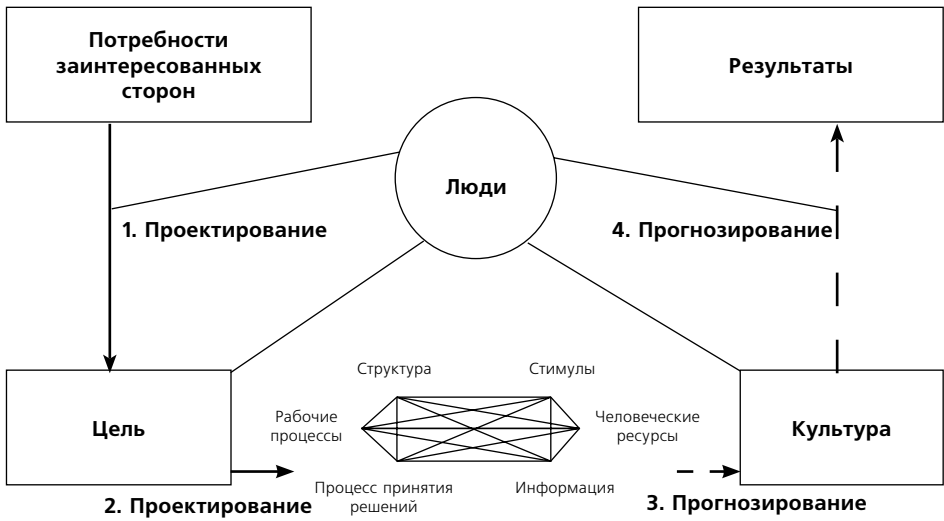 Потребности
заинтересованных
сторон
Результаты
Люди
1. Проектирование
4. Прогнозирование
Структура
Стимулы
Цель
Рабочие
процессы
Человеческие
ресурсы
Культура
2. Проектирование
Процесс принятия
решений
Информация
3. Прогнозирование